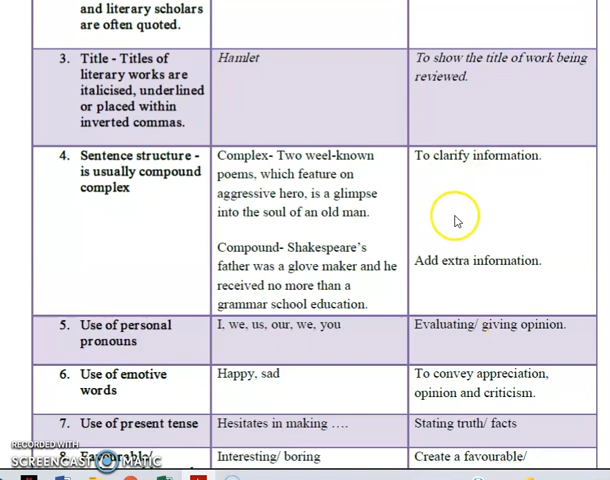 and literary scholars
are often quoted.
3. Title - Titles of
literary works are
italicised, underlined
or placed within
inverted commas.
Hamlet
To show the title of work being
reviewed.
4. Sentence structure -
is usually compound
complex
Complex- Two weel-known
poems, which feature on
aggressive hero, is a glimpse
into the soul of an old man.
Compound- Shakespeare's
father was a glove maker and he
received no more than a
grammar school education.
To clarify information.
Add extra information.
5. Use of personal
pronouns
I, we, us, our, we, you
Evaluating/ giving opinion.
6. Use of emotive
words
Happy, sad
To convey appreciation,
opinion and criticism.
7. Use of present tense
Hesitates in making ....
Stating truth/ facts
8. Favourable/
Interesting/ boring
Create a favourable/
RECORDED WITH
SCREENCAST MATIC